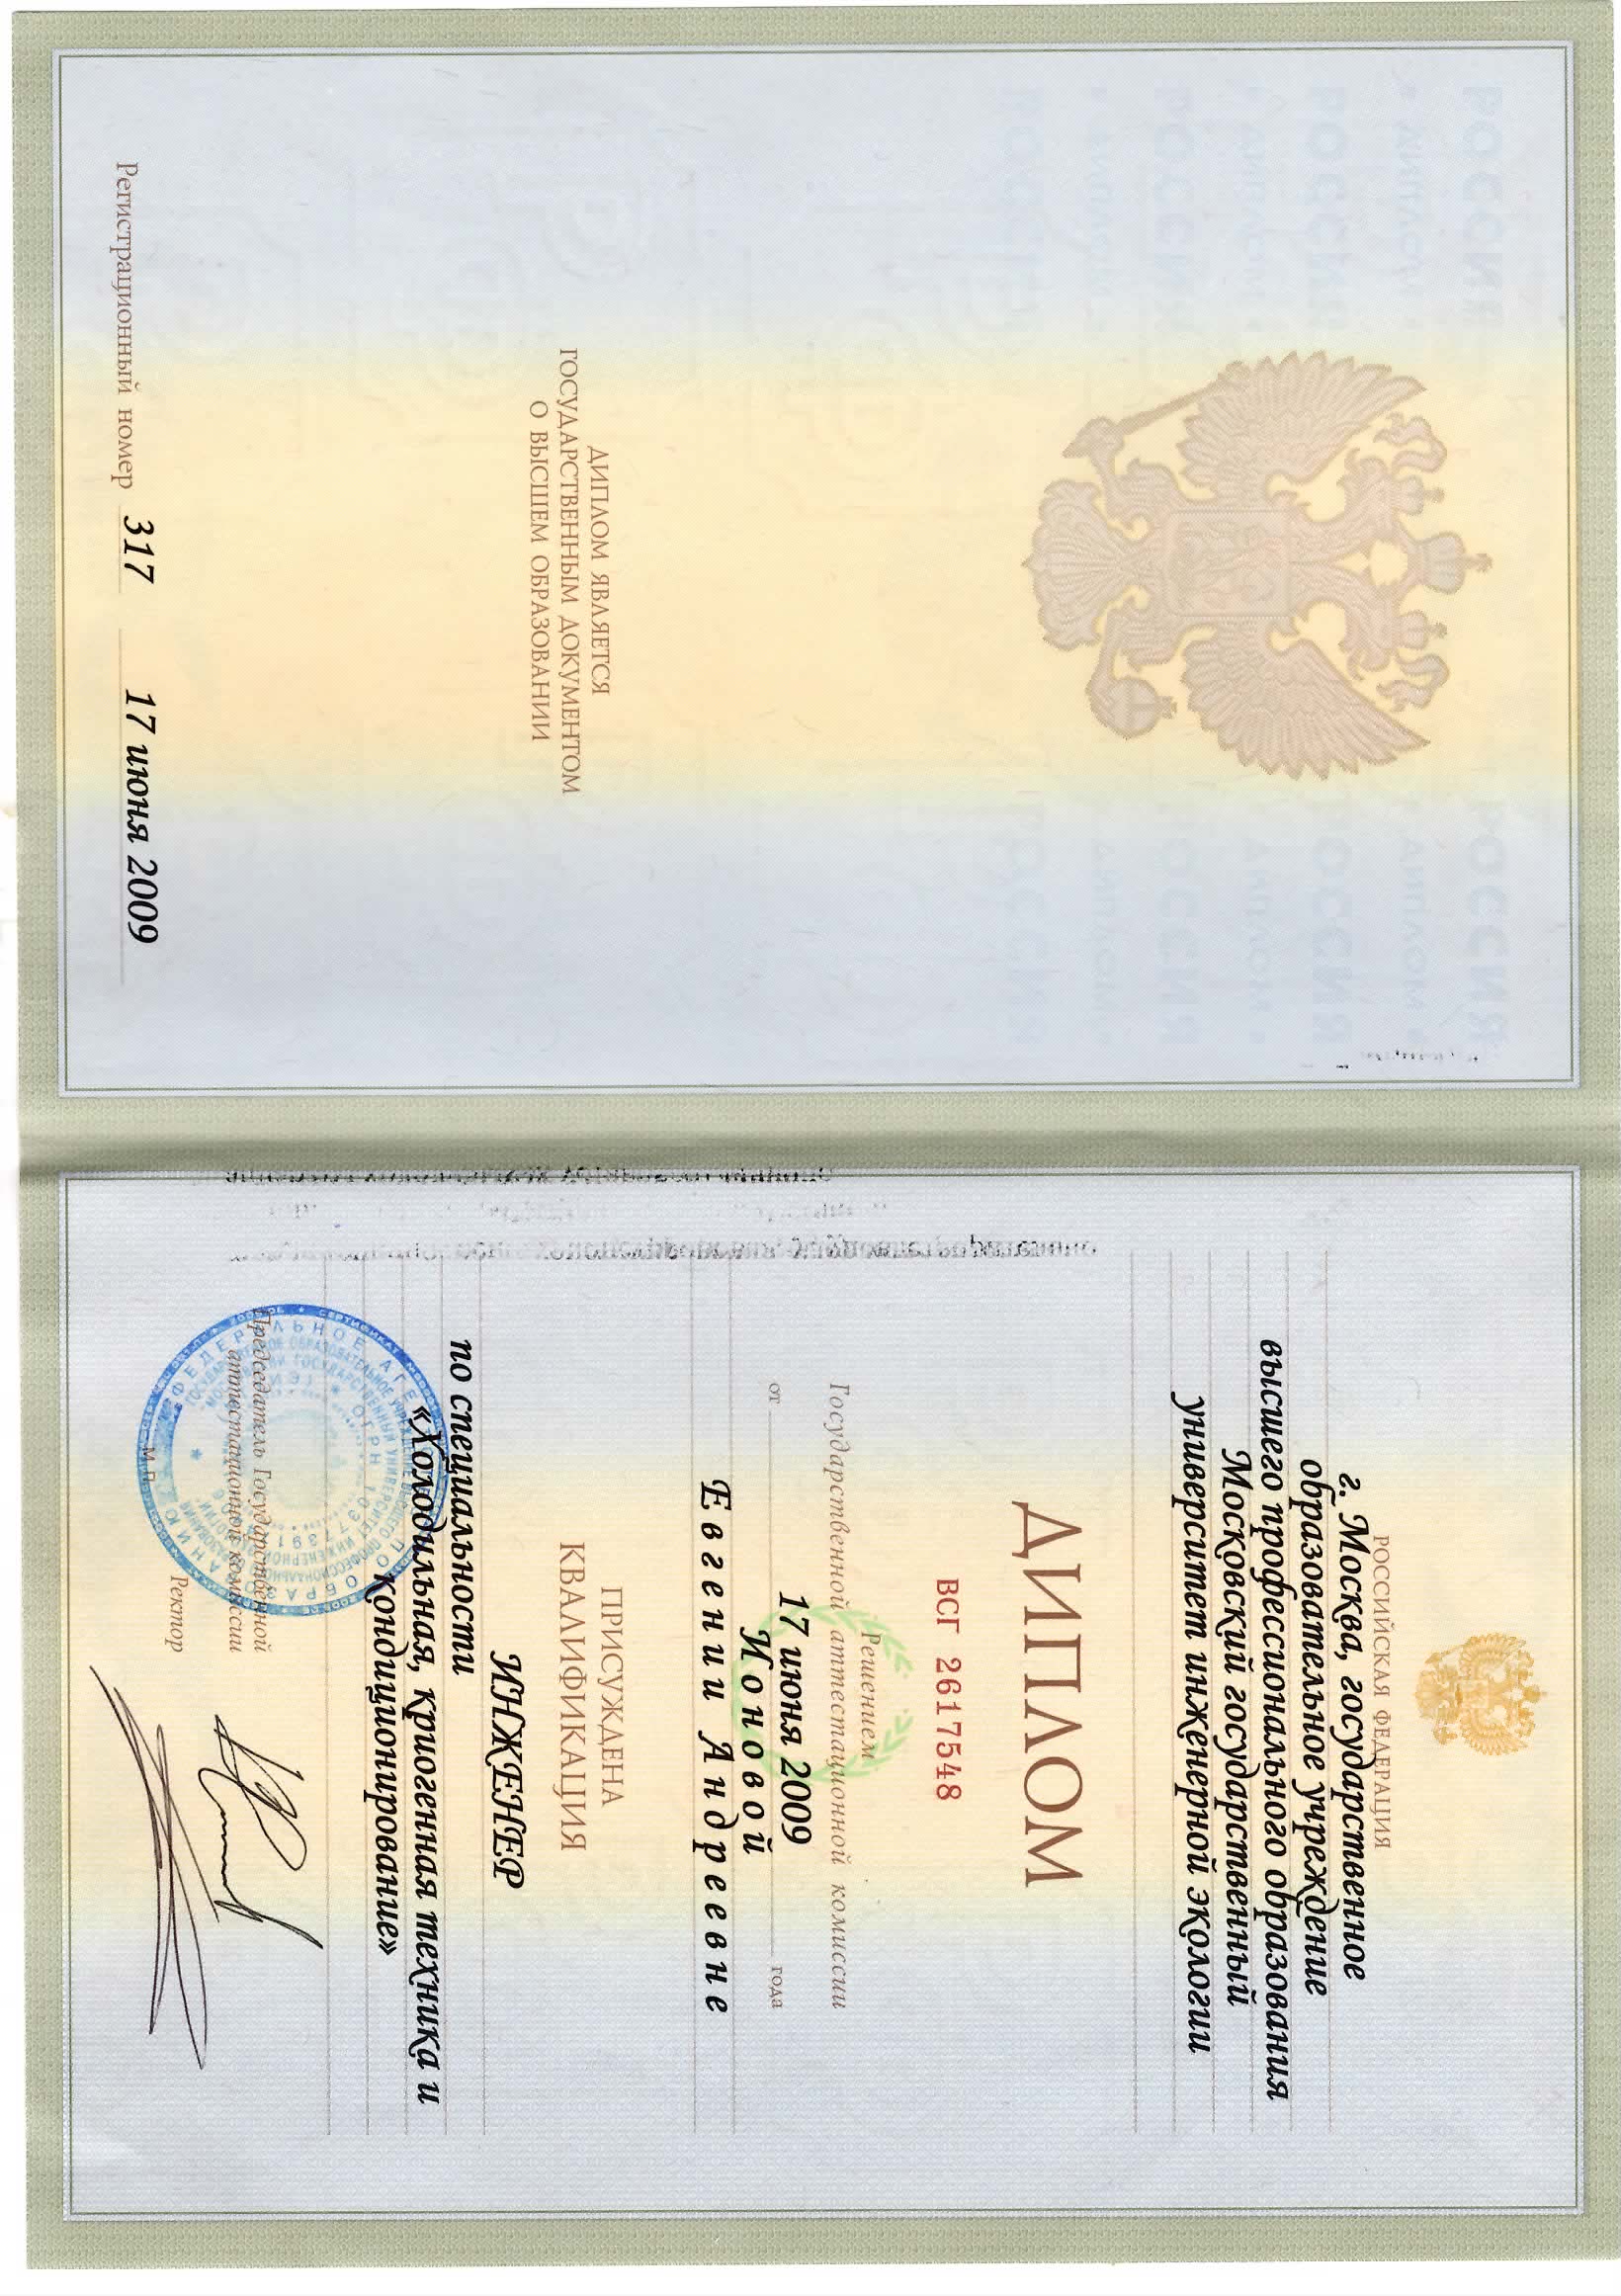 РОССИЯ
РОССИЯ
• ДИПЛОМ •
• ДИПЛОМ •
РОССИЯ
РОССИЯ
• ДИПЛОМ •
• ДИПЛОМ •
РОССИЯ
РОССИЯ
• ДИПЛОМ •
• ДИПЛОМ •
РОССИЯ
РОССИЯ
ДИПЛОМ ЯВЛЯЕТСЯ
ГОСУДАРСТВЕННЫМ ДОКУМЕНТОМ
О ВЫСШЕМ ОБРАЗОВАНИИ
Регистрационный номер 317 17 июня 2009
РОССИЙСКАЯ ФЕДЕРАЦИЯ
г. Москва, государственное
образовательное учреждение
высшего профессионального образования
Московский государственный
университет инженерной экологии
ДИПЛОМ
ВСГ 2617548
Решением
Государственной аттестационной комиссии
от 17 июня 2009 года
Ионовой
Евгении Андреевне
ПРИСУЖДЕНА
КВАЛИФИКАЦИЯ
ИНЖЕНЕР
по специальности
«Холодильная, криогенная техника и
кондиционирование»
Председатель Государственной
аттестационной комиссии
Ректор
М.П.